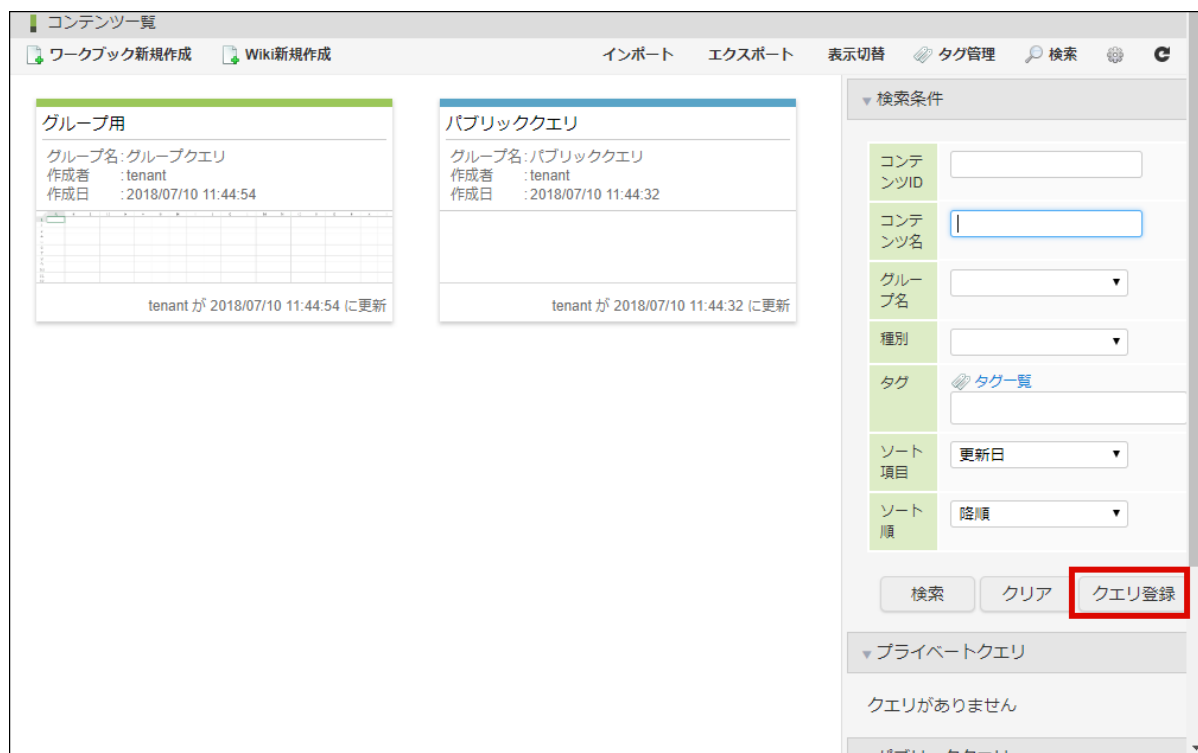 コンテンツ一覧
ワークブック新規作成 Wiki新規作成 インポート エクスポート 表示切替 タグ管理 検索
グループ用
グループ名:グループクエリ
作成者 :tenant
作成日 :2018/07/10 11:44:54
tenant が 2018/07/10 11:44:54 に更新
パブリッククエリ
グループ名:パブリッククエリ
作成者 :tenant
作成日 :2018/07/10 11:44:32
tenant が 2018/07/10 11:44:32 に更新
検索条件
コンテ
ンツID
コンテ
ンツ名
グルー
プ名
種別
タグ タグ一覧
ソート
項目
更新日
ソート
順
降順
検索 クリア クエリ登録
プライベートクエリ
クエリがありません
パブリッククエリ